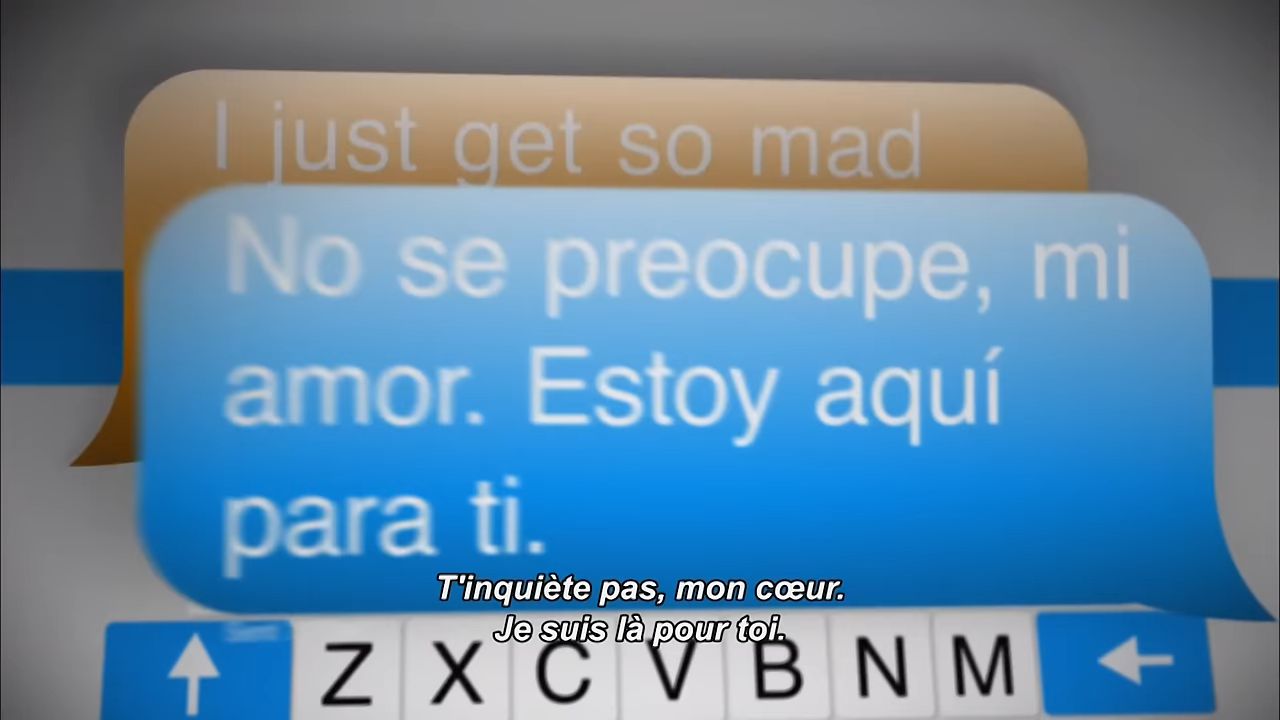 I just get so mad
No se preocupe, mi
amor. Estoy aquí
para ti.
T'inquiète pas, mon cœur.
Je suis là pour toi.
Z X C V B N M